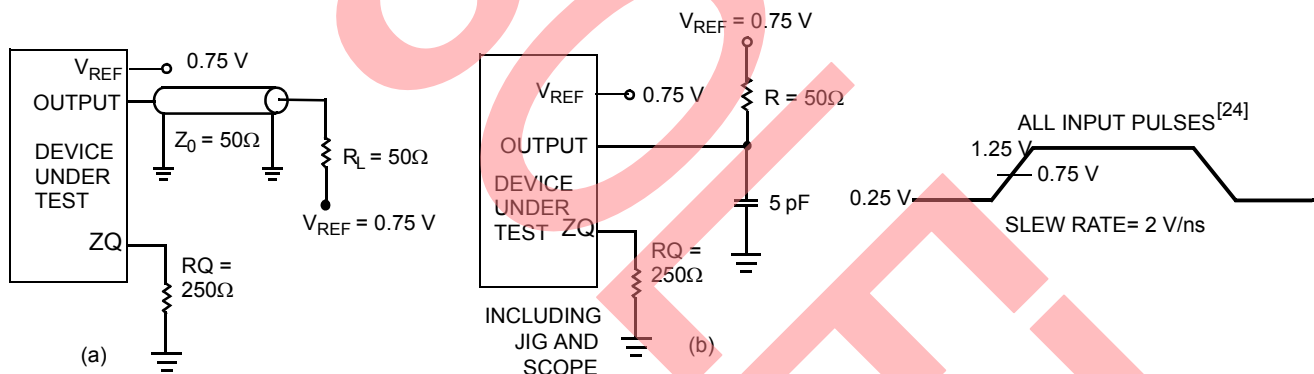 V_REF 0.75 V
OUTPUT
Z0 = 50Ω
DEVICE
UNDER
TEST
R_L = 50Ω
V_REF = 0.75 V
ZQ
RQ =
250Ω
(a)
V_REF = 0.75 V
R = 50Ω
V_REF 0.75 V
OUTPUT
DEVICE
UNDER
TEST
5 pF
ZQ
RQ =
250Ω
INCLUDING
JIG AND
SCOPE
(b)
ALL INPUT PULSES[24]
1.25 V
0.75 V
0.25 V
SLEW RATE= 2 V/ns